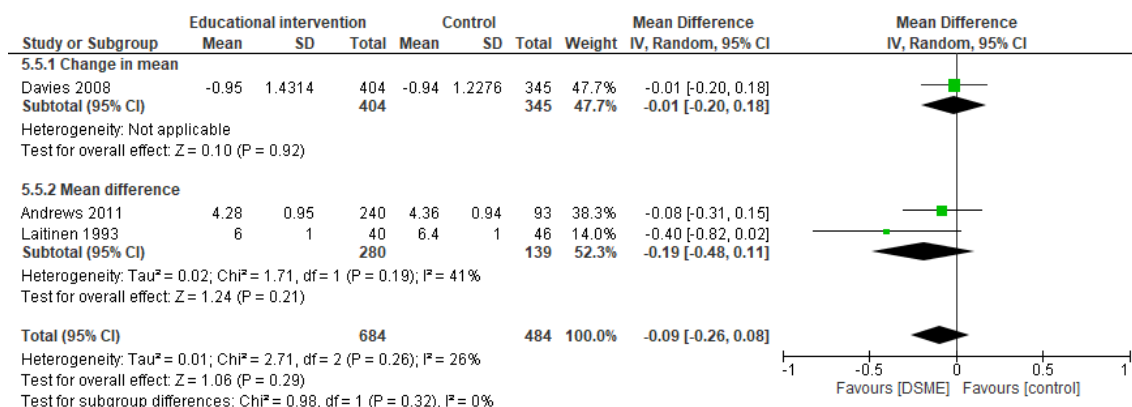 Educational intervention Control Mean Difference Mean Difference
Study or Subgroup Mean SD Total Mean SD Total Weight IV, Random, 95% CI IV, Random, 95% CI
5.5.1 Change in mean
Davies 2008 -0.95 1.4314 404 -0.94 1.2276 345 47.7% -0.01 [-0.20, 0.18]
Subtotal (95% CI) 404 345 47.7% -0.01 [-0.20, 0.18]
Heterogeneity: Not applicable
Test for overall effect: Z = 0.10 (P = 0.92)
5.5.2 Mean difference
Andrews 2011 4.28 0.95 240 4.36 0.94 93 38.3% -0.08 [-0.31, 0.15]
Laitinen 1993 6 1 40 6.4 1 46 14.0% -0.40 [-0.82, 0.02]
Subtotal (95% CI) 280 139 52.3% -0.19 [-0.48, 0.11]
Heterogeneity: Tau² = 0.02; Chi² = 1.71, df = 1 (P = 0.19); I² = 41%
Test for overall effect: Z = 1.24 (P = 0.21)
Total (95% CI) 684 484 100.0% -0.09 [-0.26, 0.08]
Heterogeneity: Tau² = 0.01; Chi² = 2.71, df = 2 (P = 0.26); I² = 26%
Test for overall effect: Z = 1.06 (P = 0.29)
Test for subgroup differences: Chi² = 0.98, df = 1 (P = 0.32), I² = 0%
-1 -0.5 0 0.5 1
Favours [DSME] Favours [control]